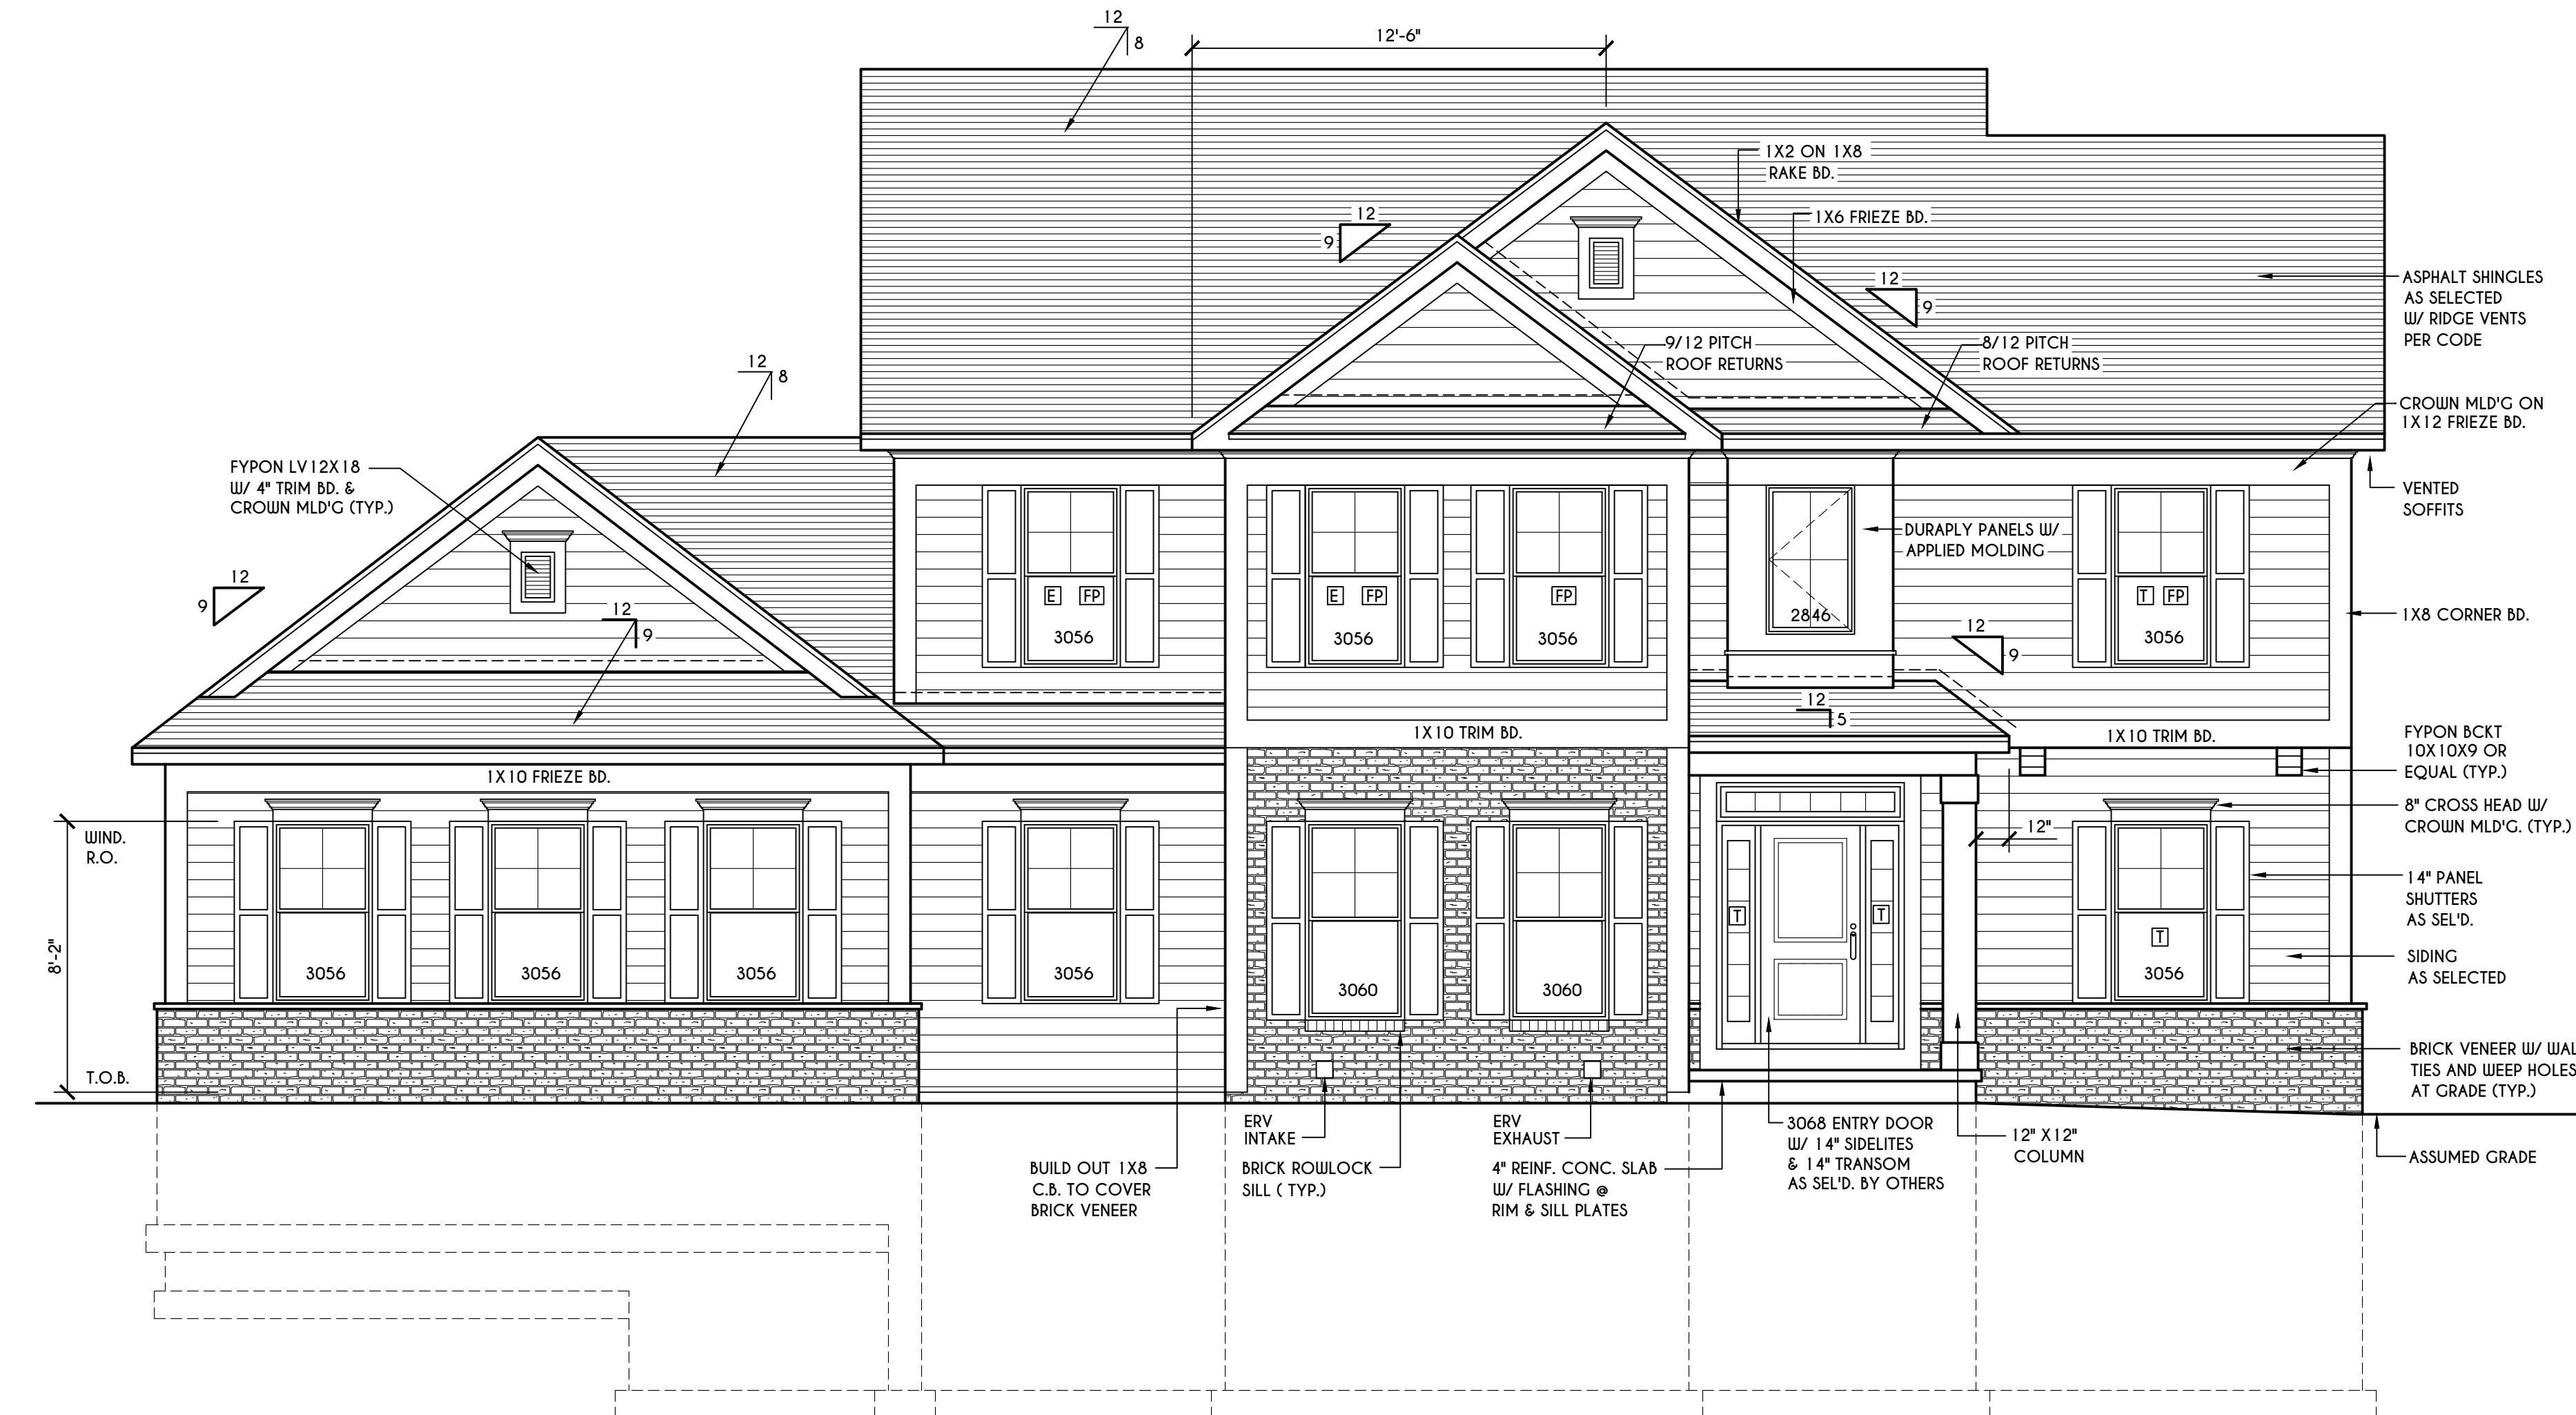 12
8
12'-6"
1X2 ON 1X8
RAKE BD.
12
9
1X6 FRIEZE BD.
12
9
ASPHALT SHINGLES
AS SELECTED
W/ RIDGE VENTS
PER CODE
9/12 PITCH
ROOF RETURNS
8/12 PITCH
ROOF RETURNS
12
8
CROWN MLD'G ON
1X12 FRIEZE BD.
FYPON LV12X18
W/ 4" TRIM BD. &
CROWN MLD'G (TYP.)
VENTED
SOFFITS
DURAPLY PANELS W/
APPLIED MOLDING
12
9
12
9
E FP
3056
E FP
3056
FP
3056
2846
T FP
3056
1X8 CORNER BD.
12
9
12
5
1X10 TRIM BD.
1X10 TRIM BD.
FYPON BCKT
10X10X9 OR
EQUAL (TYP.)
1X10 FRIEZE BD.
8" CROSS HEAD W/
CROWN MLD'G. (TYP.)
WIND.
R.O.
12"
14" PANEL
SHUTTERS
AS SEL'D.
8'-2"
T
T
T
SIDING
AS SELECTED
3056
3056
3056
3056
3060
3060
3056
T.O.B.
BRICK VENEER W/ WAL
TIES AND WEEP HOLES
AT GRADE (TYP.)
ERV
INTAKE
ERV
EXHAUST
3068 ENTRY DOOR
W/ 14" SIDELITES
& 14" TRANSOM
AS SEL'D. BY OTHERS
12" X12"
COLUMN
ASSUMED GRADE
BUILD OUT 1X8
C.B. TO COVER
BRICK VENEER
BRICK ROWLOCK
SILL ( TYP.)
4" REINF. CONC. SLAB
W/ FLASHING @
RIM & SILL PLATES